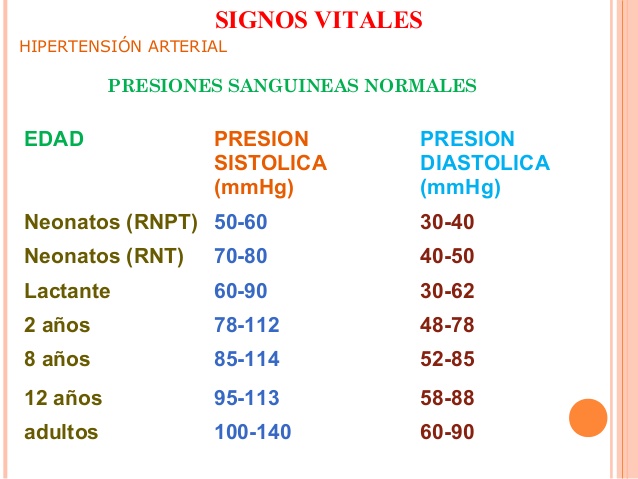 SIGNOS VITALES
HIPERTENSIÓN ARTERIAL
PRESIONES SANGUINEAS NORMALES
EDAD PRESION SISTOLICA (mmHg) PRESION DIASTOLICA (mmHg)
Neonatos (RNPT) 50-60 30-40
Neonatos (RNT) 70-80 40-50
Lactante 60-90 30-62
2 años 78-112 48-78
8 años 85-114 52-85
12 años 95-113 58-88
adultos 100-140 60-90